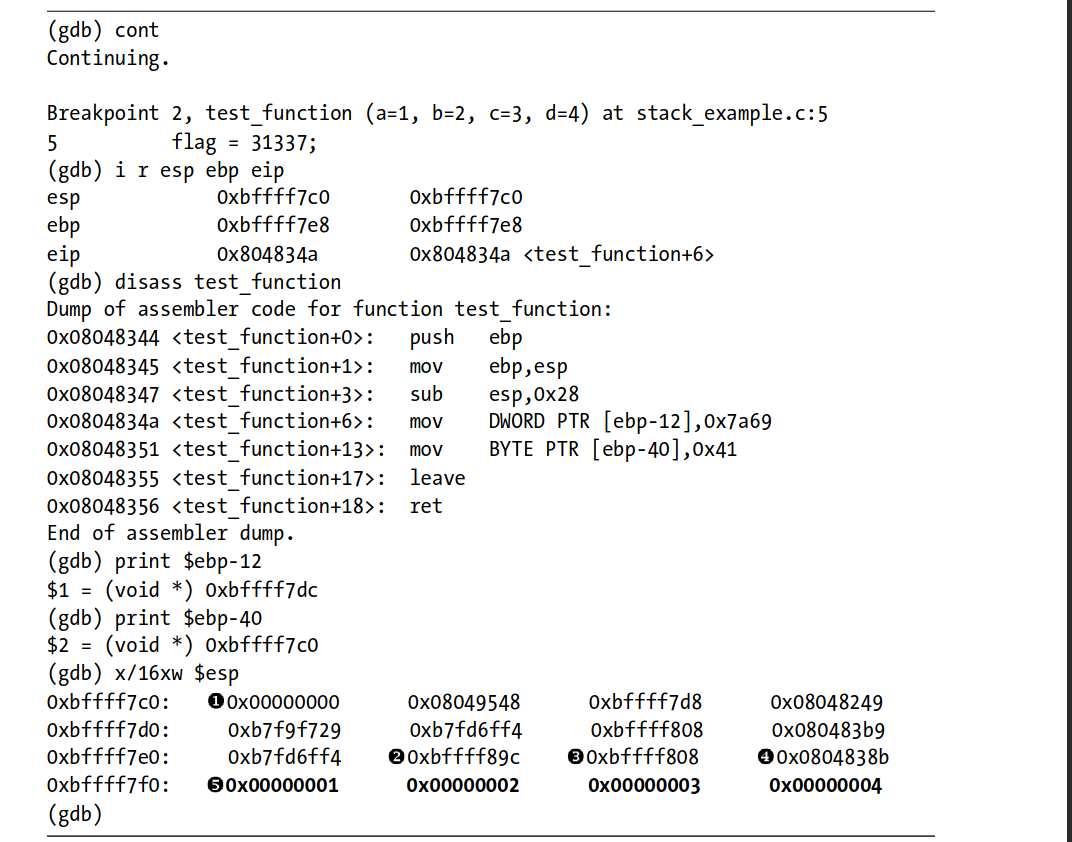 (gdb) cont
Continuing.
Breakpoint 2, test_function (a=1, b=2, c=3, d=4) at stack_example.c:5
5          flag = 31337;
(gdb) i r esp ebp eip
esp            0xbffff7c0       0xbffff7c0
ebp            0xbffff7e8       0xbffff7e8
eip            0x804834a        0x804834a <test_function+6>
(gdb) disass test_function
Dump of assembler code for function test_function:
0x08048344 <test_function+0>:   push   ebp
0x08048345 <test_function+1>:   mov    ebp,esp
0x08048347 <test_function+3>:   sub    esp,0x28
0x0804834a <test_function+6>:   mov    DWORD PTR [ebp-12],0x7a69
0x08048351 <test_function+13>:  mov    BYTE PTR [ebp-40],0x41
0x08048355 <test_function+17>:  leave
0x08048356 <test_function+18>:  ret
End of assembler dump.
(gdb) print $ebp-12
$1 = (void *) 0xbffff7dc
(gdb) print $ebp-40
$2 = (void *) 0xbffff7c0
(gdb) x/16xw $esp
0xbffff7c0:   ❶0x00000000      0x08049548      0xbffff7d8      0x08048249
0xbffff7d0:     0xb7f9f729      0xb7fd6ff4      0xbffff808      0x080483b9
0xbffff7e0:     0xb7fd6ff4    ❷0xbffff89c    ❸0xbffff808    ❹0x0804838b
0xbffff7f0:   ❺0x00000001      0x00000002      0x00000003      0x00000004
(gdb)